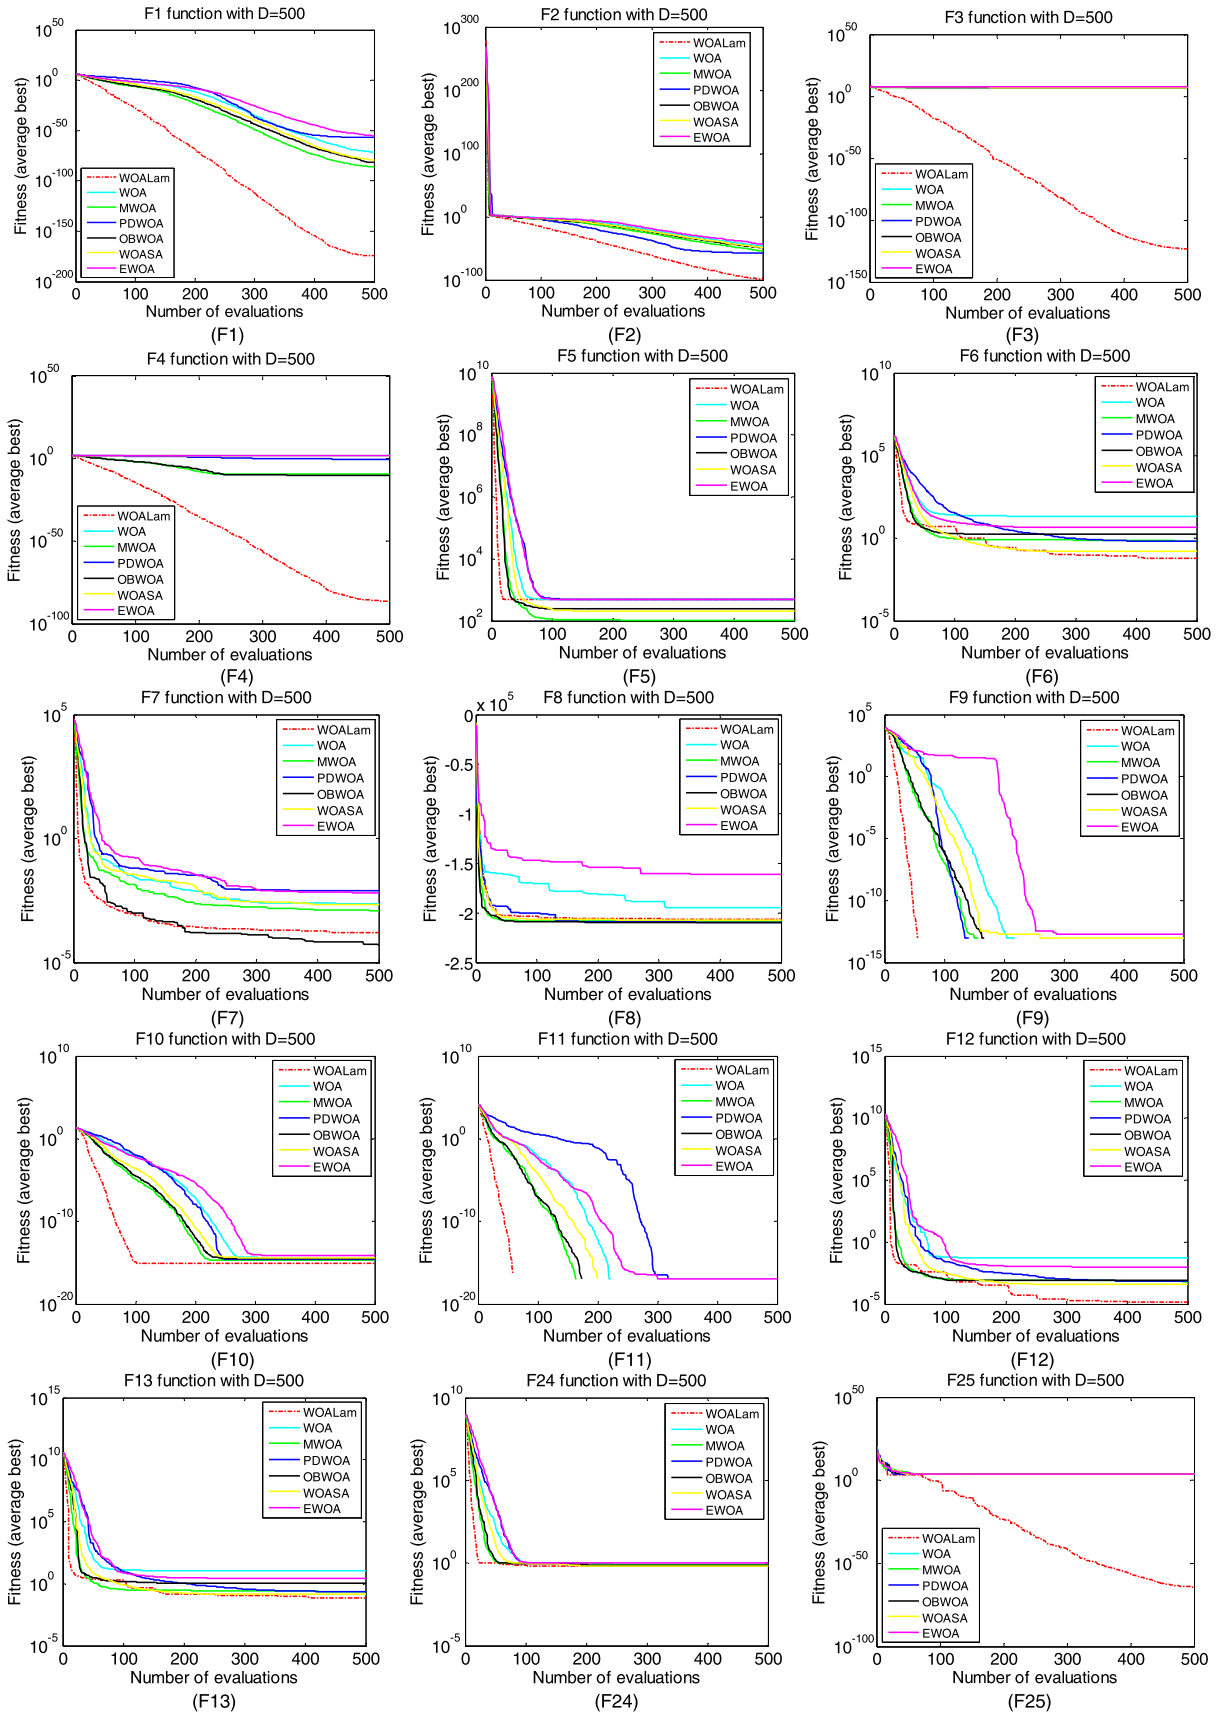 F1 function with D=500
Fitness (average best)
10^50
10^0
10^-50
10^-100
10^-150
10^-200
WOALam
WOA
MWOA
PDWOA
OBWOA
WOASA
EWOA
0 100 200 300 400 500
Number of evaluations
(F1)
F2 function with D=500
Fitness (average best)
10^300
10^200
10^100
10^0
10^-100
WOALam
WOA
MWOA
PDWOA
OBWOA
WOASA
EWOA
0 100 200 300 400 500
Number of evaluations
(F2)
F3 function with D=500
Fitness (average best)
10^50
10^0
10^-50
10^-100
10^-150
WOALam
WOA
MWOA
PDWOA
OBWOA
WOASA
EWOA
0 100 200 300 400 500
Number of evaluations
(F3)
F4 function with D=500
Fitness (average best)
10^50
10^0
10^-50
10^-100
WOALam
WOA
MWOA
PDWOA
OBWOA
WOASA
EWOA
0 100 200 300 400 500
Number of evaluations
(F4)
F5 function with D=500
Fitness (average best)
10^10
10^8
10^6
10^4
10^2
WOALam
WOA
MWOA
PDWOA
OBWOA
WOASA
EWOA
0 100 200 300 400 500
Number of evaluations
(F5)
F6 function with D=500
Fitness (average best)
10^10
10^5
10^0
10^-5
WOALam
WOA
MWOA
PDWOA
OBWOA
WOASA
EWOA
0 100 200 300 400 500
Number of evaluations
(F6)
F7 function with D=500
Fitness (average best)
10^5
10^0
10^-5
WOALam
WOA
MWOA
PDWOA
OBWOA
WOASA
EWOA
0 100 200 300 400 500
Number of evaluations
(F7)
F8 function with D=500
Fitness (average best)
x 10^5
0
-0.5
-1
-1.5
-2
-2.5
WOALam
WOA
MWOA
PDWOA
OBWOA
WOASA
EWOA
0 100 200 300 400 500
Number of evaluations
(F8)
F9 function with D=500
Fitness (average best)
10^5
10^0
10^-5
10^-10
10^-15
WOALam
WOA
MWOA
PDWOA
OBWOA
WOASA
EWOA
0 100 200 300 400 500
Number of evaluations
(F9)
F10 function with D=500
Fitness (average best)
10^10
10^0
10^-10
10^-20
WOALam
WOA
MWOA
PDWOA
OBWOA
WOASA
EWOA
0 100 200 300 400 500
Number of evaluations
(F10)
F11 function with D=500
Fitness (average best)
10^10
10^0
10^-10
10^-20
WOALam
WOA
MWOA
PDWOA
OBWOA
WOASA
EWOA
0 100 200 300 400 500
Number of evaluations
(F11)
F12 function with D=500
Fitness (average best)
10^15
10^10
10^5
10^0
10^-5
WOALam
WOA
MWOA
PDWOA
OBWOA
WOASA
EWOA
0 100 200 300 400 500
Number of evaluations
(F12)
F13 function with D=500
Fitness (average best)
10^15
10^10
10^5
10^0
10^-5
WOALam
WOA
MWOA
PDWOA
OBWOA
WOASA
EWOA
0 100 200 300 400 500
Number of evaluations
(F13)
F24 function with D=500
Fitness (average best)
10^10
10^5
10^0
10^-5
WOALam
WOA
MWOA
PDWOA
OBWOA
WOASA
EWOA
0 100 200 300 400 500
Number of evaluations
(F24)
F25 function with D=500
Fitness (average best)
10^50
10^0
10^-50
10^-100
WOALam
WOA
MWOA
PDWOA
OBWOA
WOASA
EWOA
0 100 200 300 400 500
Number of evaluations
(F25)